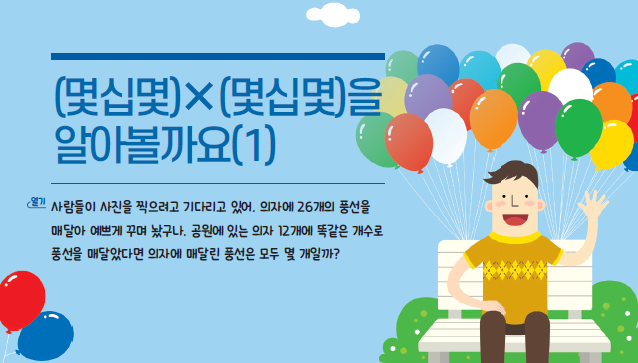 (몇십몇)×(몇십몇)을
알아볼까요(1)
열기
사람들이 사진을 찍으려고 기다리고 있어. 의자에 26개의 풍선을
매달아 예쁘게 꾸며 놨구나. 공원에 있는 의자 12개에 똑같은 개수로
풍선을 매달았다면 의자에 매달린 풍선은 모두 몇 개일까?